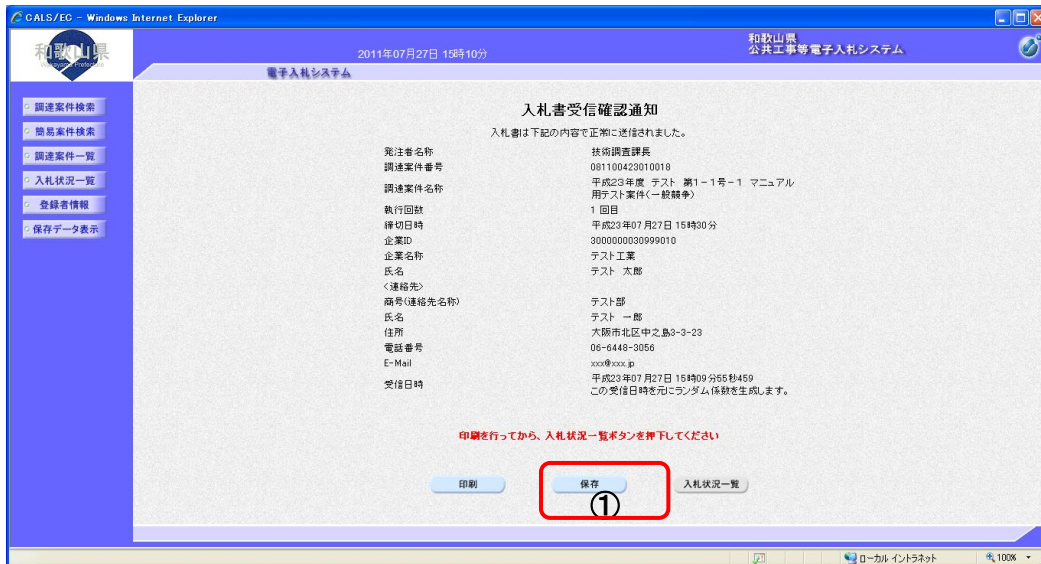 CALS/EC - Windows Internet Explorer
和歌山県
Wakayama Prefecture
2011年07月27日 15時10分
和歌山県
公共工事等電子入札システム
電子入札システム
調達案件検索
簡易案件検索
調達案件一覧
入札状況一覧
登録者情報
保存データ表示
入札書受信確認通知
入札書は下記の内容で正常に送信されました。
発注者名称 技術調査課長
調達案件番号 081100423010018
調達案件名称 平成23年度 テスト 第1-1号-1 マニュアル
用テスト案件(一般競争)
執行回数 1 回目
締切日時 平成23年07月27日 15時30分
企業ID 3000000030999010
企業名称 テスト工業
氏名 テスト 太郎
<連絡先>
商号(連絡先名称) テスト部
氏名 テスト 一郎
住所 大阪市北区中之島3-3-23
電話番号 06-6448-3056
E-Mail xxx@xxx.jp
受信日時 平成23年07月27日 15時09分55秒459
この受信日時を元にランダム係数を生成します。
印刷を行ってから、入札状況一覧ボタンを押下してください
印刷 保存 入札状況一覧
①
ローカル イントラネット 100%